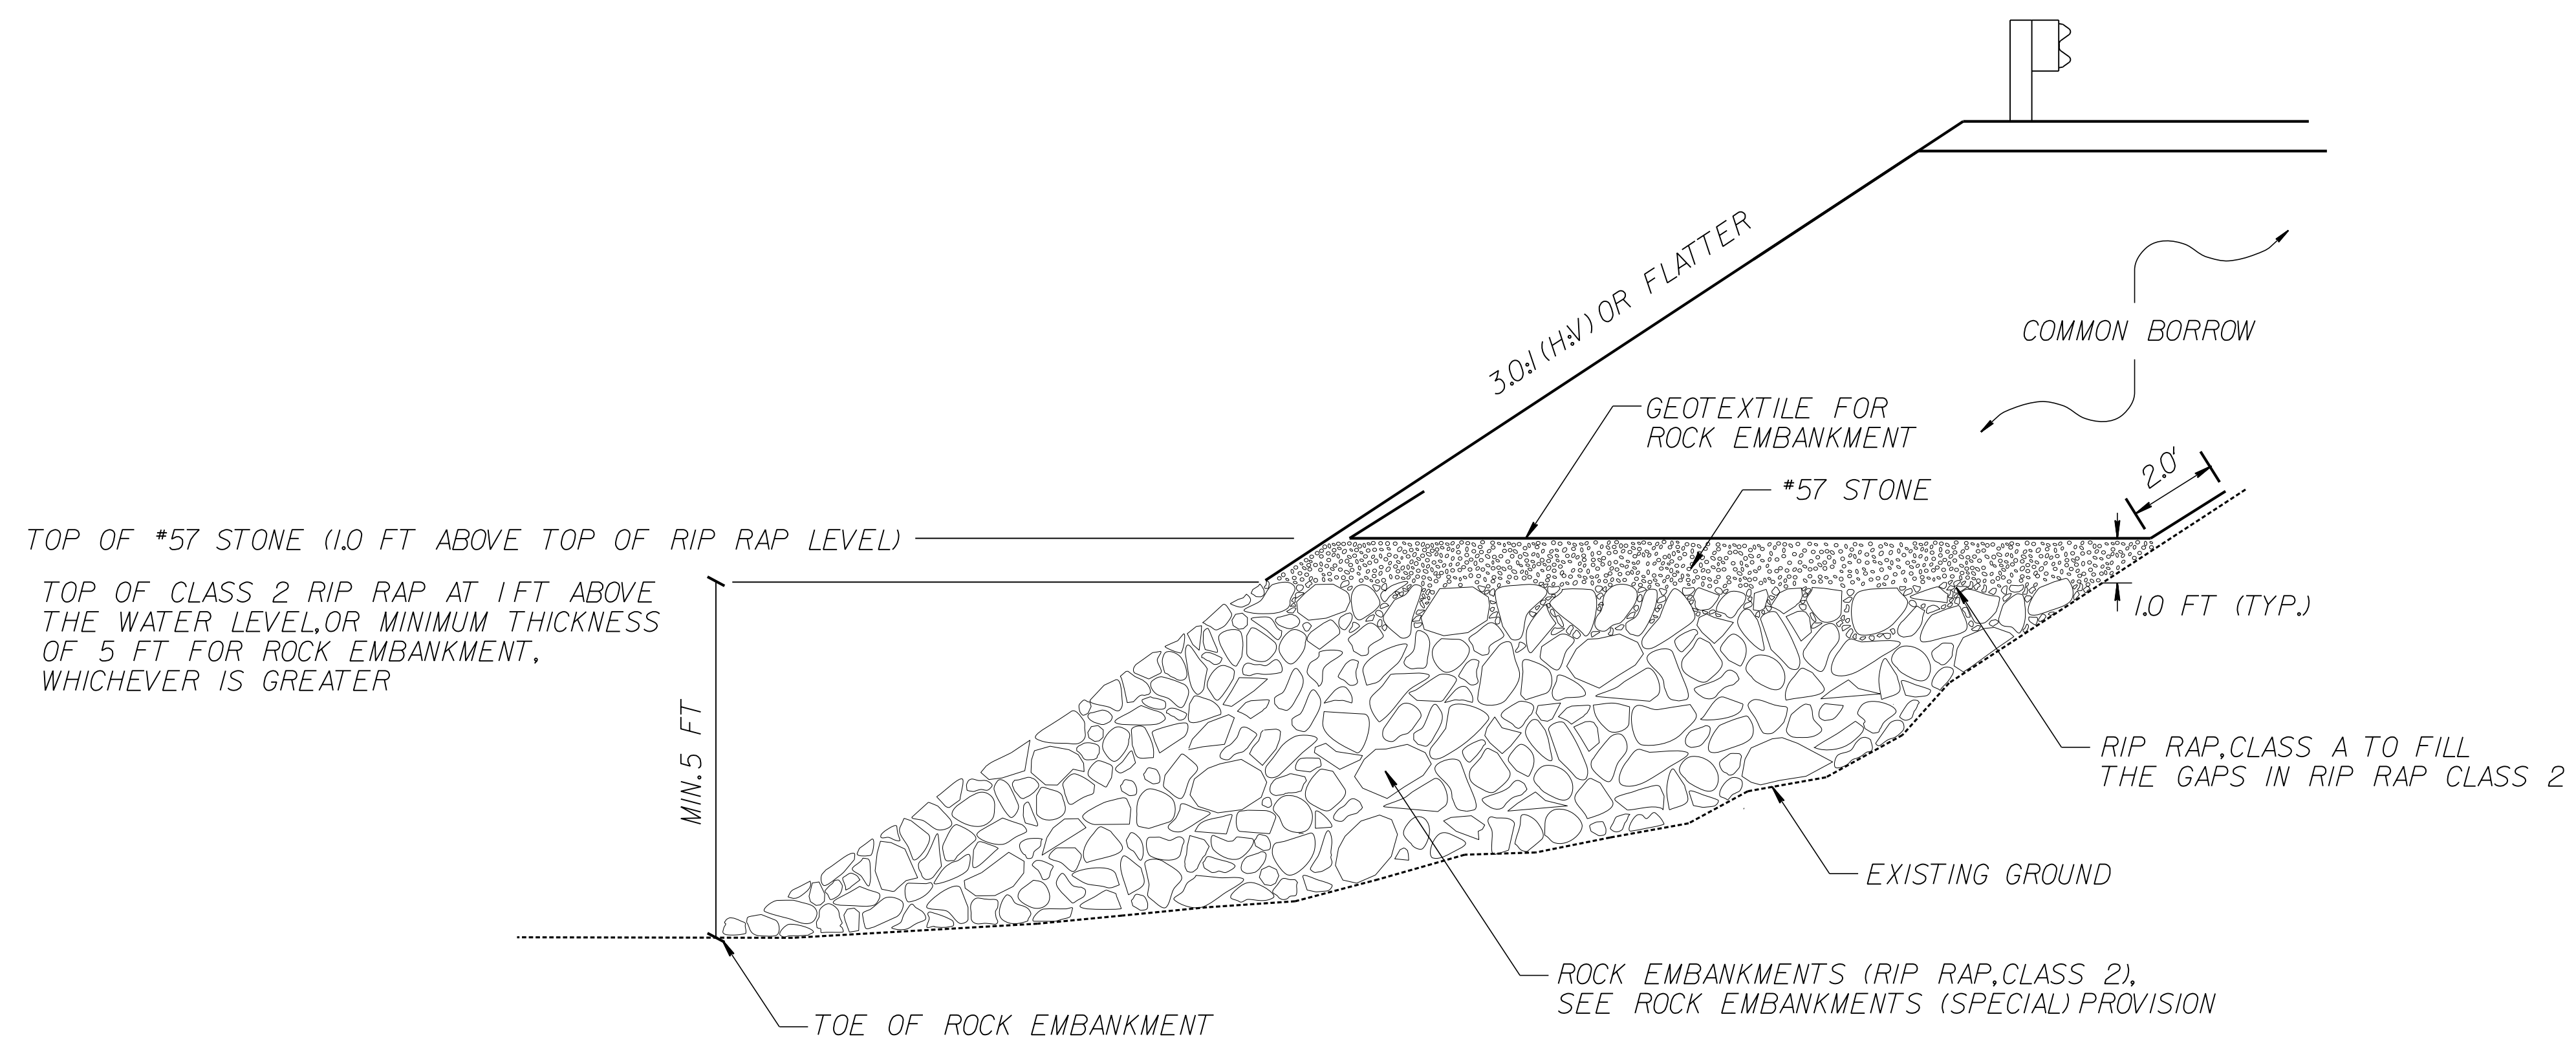 3.0:1 (H:V) OR FLATTER
COMMON BORROW
GEOTEXTILE FOR
ROCK EMBANKMENT
#57 STONE
2.0'
TOP OF #57 STONE (1.0 FT ABOVE TOP OF RIP RAP LEVEL)
TOP OF CLASS 2 RIP RAP AT 1 FT ABOVE
THE WATER LEVEL, OR MINIMUM THICKNESS
OF 5 FT FOR ROCK EMBANKMENT,
WHICHEVER IS GREATER
1.0 FT (TYP.)
MIN. 5 FT
RIP RAP, CLASS A TO FILL
THE GAPS IN RIP RAP CLASS 2
EXISTING GROUND
ROCK EMBANKMENTS (RIP RAP, CLASS 2),
SEE ROCK EMBANKMENTS (SPECIAL) PROVISION
TOE OF ROCK EMBANKMENT